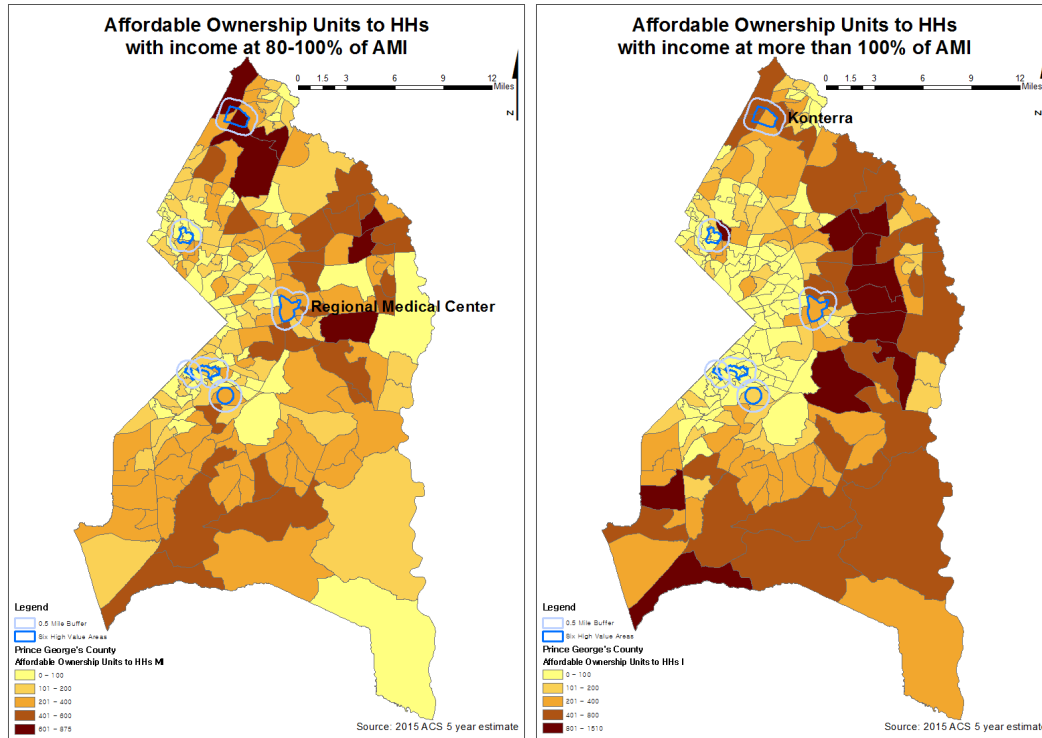 Affordable Ownership Units to HHs
with income at 80-100% of AMI
0 1.5 3 6 9 12
Miles
Z
Regional Medical Center
Legend
0.5 Mile Buffer
Six High Value Areas
Prince George's County
Affordable Ownership Units to HHs MI
0 – 100
101 – 200
201 – 400
401 – 600
601 – 875
Source: 2015 ACS 5 year estimate
Affordable Ownership Units to HHs
with income at more than 100% of AMI
0 1.5 3 6 9 12
Miles
Z
Konterra
Legend
0.5 Mile Buffer
Six High Value Areas
Prince George's County
Affordable Ownership Units to HHs I
0 – 100
101 – 200
201 – 400
401 – 800
801 – 1510
Source: 2015 ACS 5 year estimate